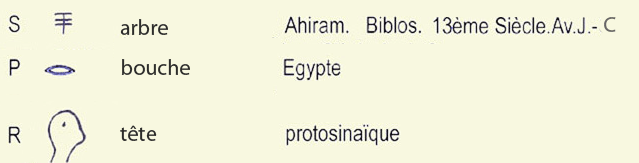 S arbre Ahiram. Biblos. 13ème Siècle.Av.J.- C
P bouche Egypte
R tête protosinaïque